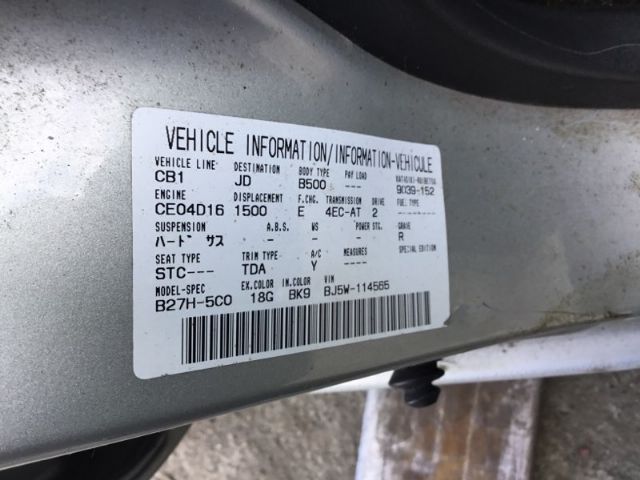 VEHICLE INFORMATION/INFORMATION-VEHICULE
VEHICLE LINE DESTINATION BODY TYPE PAY LOAD
CB1 JD B500 --- 9039-152
ENGINE DISPLACEMENT F.CHG. TRANSMISSION DRIVE FUEL TYPE
CE04D16 1500 E 4EC-AT 2 ---
SUSPENSION A.B.S. WS POWER STG. GRADE
ハード サス --- --- --- R
SEAT TYPE TRIM TYPE A/C MEASURES SPECIAL EDITION
STC--- TDA Y ----
MODEL-SPEC EX.COLOR IN.COLOR VIN
B27H-5C0 18G BK9 BJ5W-114565